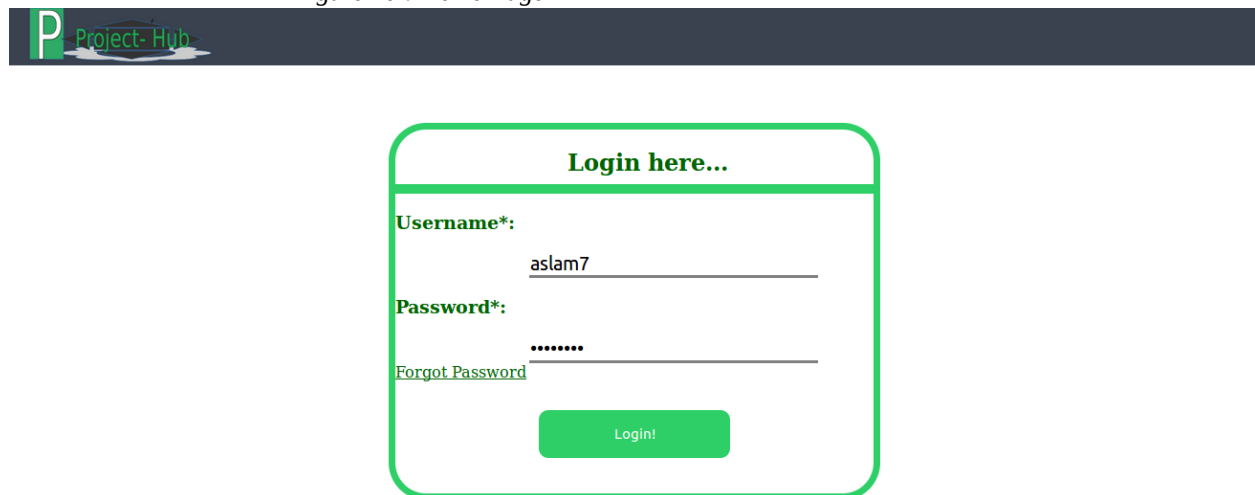 Project- Hub
Login here...
Username*:
aslam7
Password*:
••••••••
Forgot Password
Login!